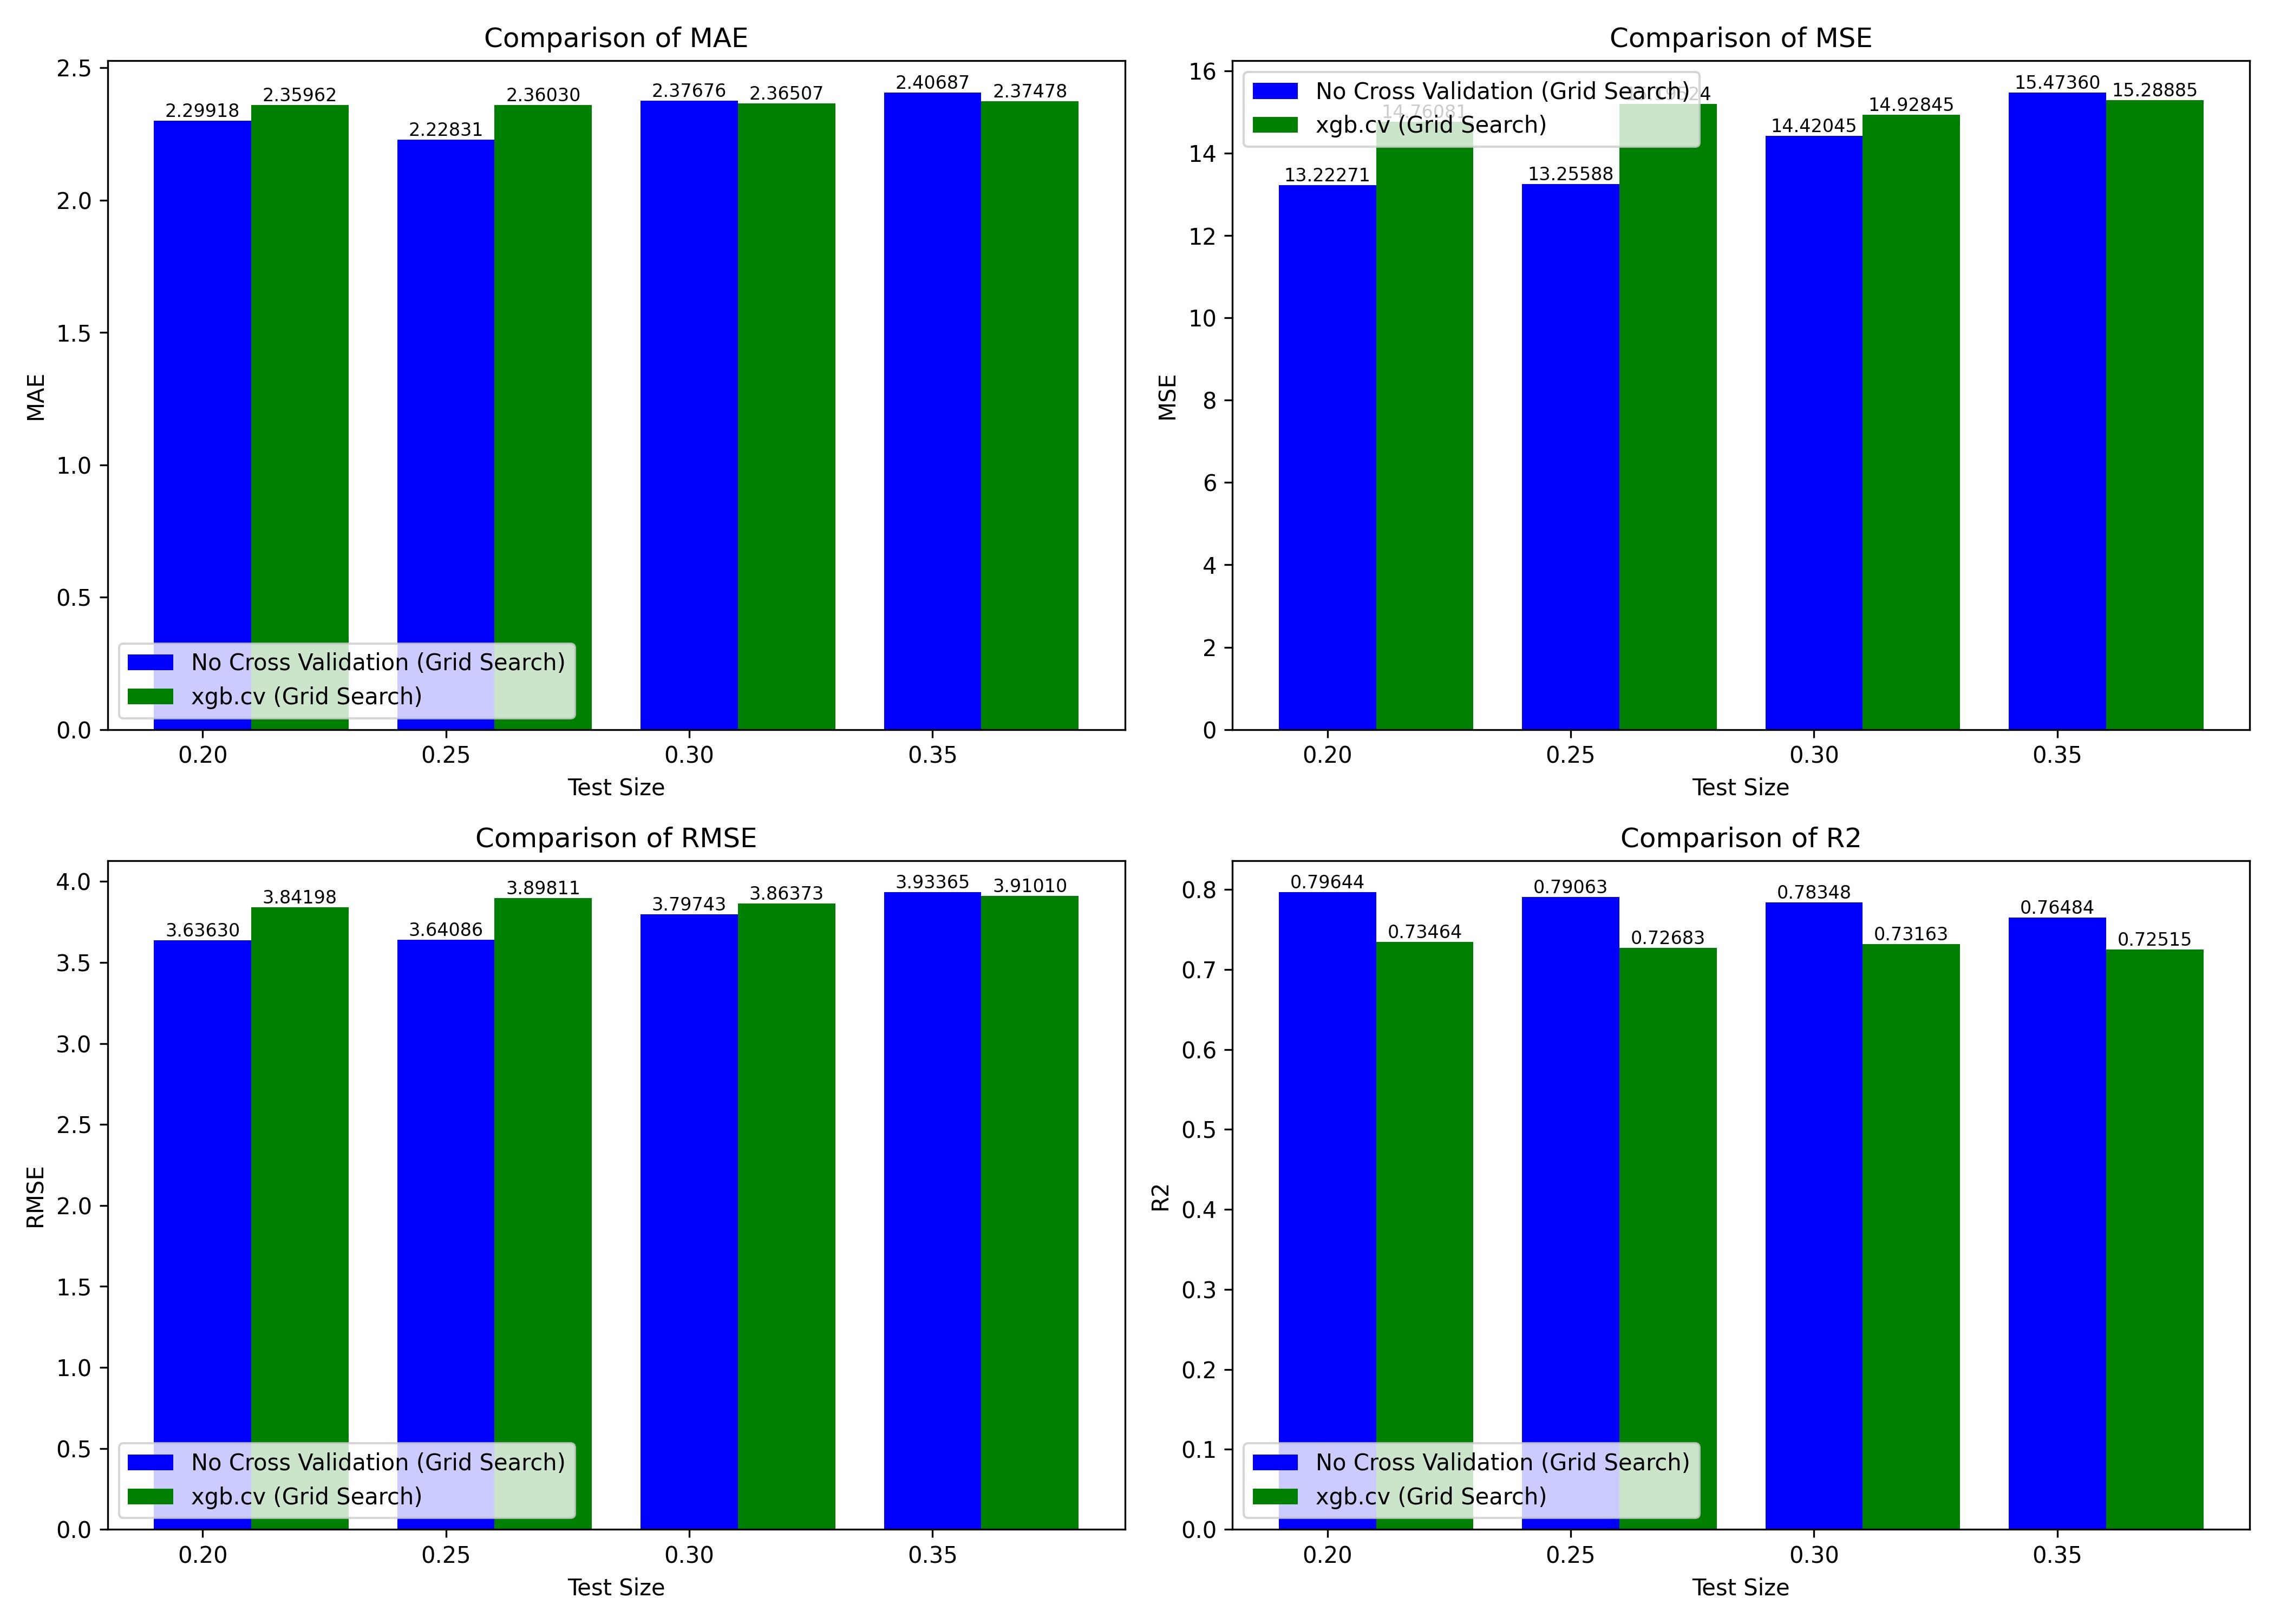 Comparison of MAE
2.5
2.0
1.5
1.0
0.5
0.0
MAE
2.29918
2.35962
2.22831
2.36030
2.37676
2.36507
2.40687
2.37478
No Cross Validation (Grid Search)
xgb.cv (Grid Search)
0.20 0.25 0.30 0.35
Test Size
Comparison of MSE
16
14
12
10
8
6
4
2
0
MSE
No Cross Validation (Grid Search)
xgb.cv (Grid Search)
13.22271
14.76081
13.25588
14.42045
14.92845
15.47360
15.28885
0.20 0.25 0.30 0.35
Test Size
Comparison of RMSE
4.0
3.5
3.0
2.5
2.0
1.5
1.0
0.5
0.0
RMSE
3.63630
3.84198
3.64086
3.89811
3.79743
3.86373
3.93365
3.91010
No Cross Validation (Grid Search)
xgb.cv (Grid Search)
0.20 0.25 0.30 0.35
Test Size
Comparison of R2
0.8
0.7
0.6
0.5
0.4
0.3
0.2
0.1
0.0
R2
0.79644
0.73464
0.79063
0.72683
0.78348
0.73163
0.76484
0.72515
No Cross Validation (Grid Search)
xgb.cv (Grid Search)
0.20 0.25 0.30 0.35
Test Size